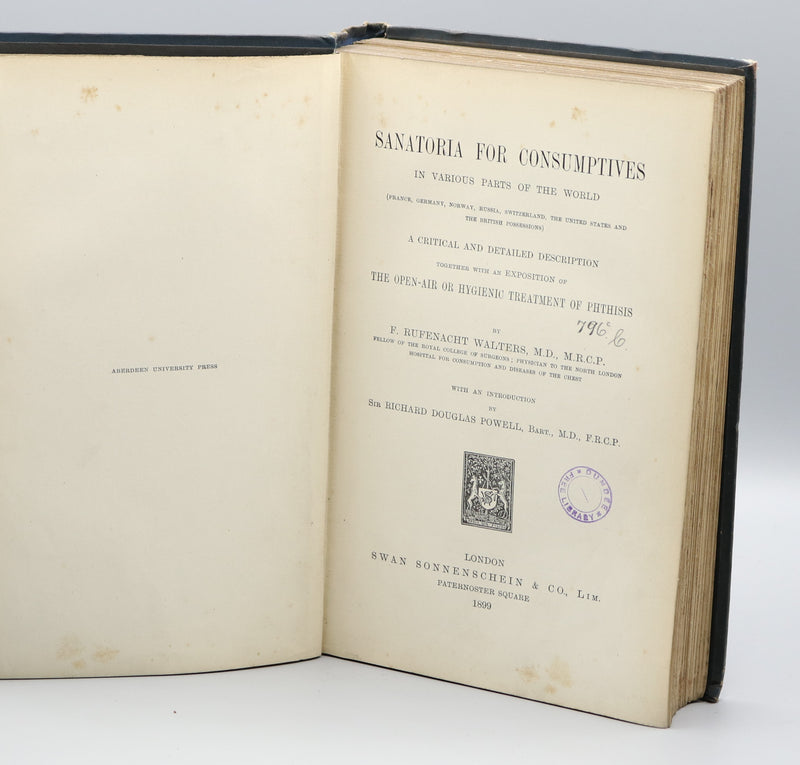 ABERDEEN UNIVERSITY PRESS
SANATORIA FOR CONSUMPTIVES
IN VARIOUS PARTS OF THE WORLD
(FRANCE, GERMANY, NORWAY, RUSSIA, SWITZERLAND, THE UNITED STATES AND
THE BRITISH POSSESSIONS)
A CRITICAL AND DETAILED DESCRIPTION
TOGETHER WITH AN EXPOSITION OF
THE OPEN-AIR OR HYGIENIC TREATMENT OF PHTHISIS
796
BY
F. RUFENACHT WALTERS, M.D., M.R.C.P.
FELLOW OF THE ROYAL COLLEGE OF SURGEONS; PHYSICIAN TO THE NORTH LONDON
HOSPITAL FOR CONSUMPTION AND DISEASES OF THE CHEST
WITH AN INTRODUCTION
BY
SIR RICHARD DOUGLAS POWELL, BART., M.D., F.R.C.P.
DUNDEE
FREE LIBRARY
LONDON
SWAN SONNENSCHEIN & CO., LIM.
PATERNOSTER SQUARE
1899